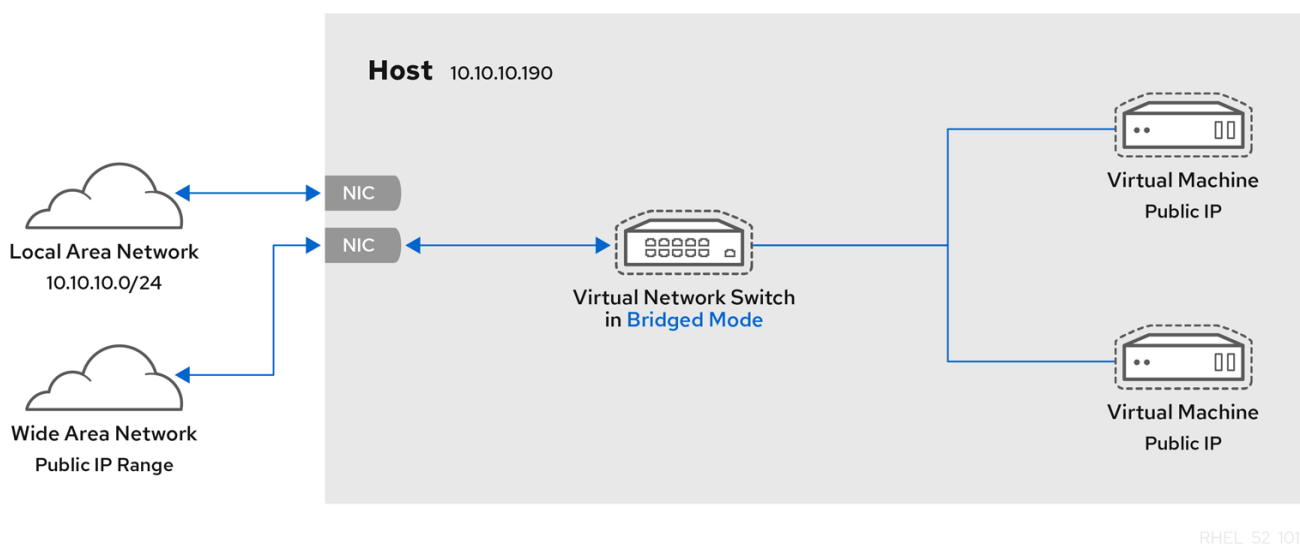 Host 10.10.10.190
NIC
Local Area Network
10.10.10.0/24
NIC
Wide Area Network
Public IP Range
Virtual Network Switch
in Bridged Mode
Virtual Machine
Public IP
Virtual Machine
Public IP
RHEL_52_101